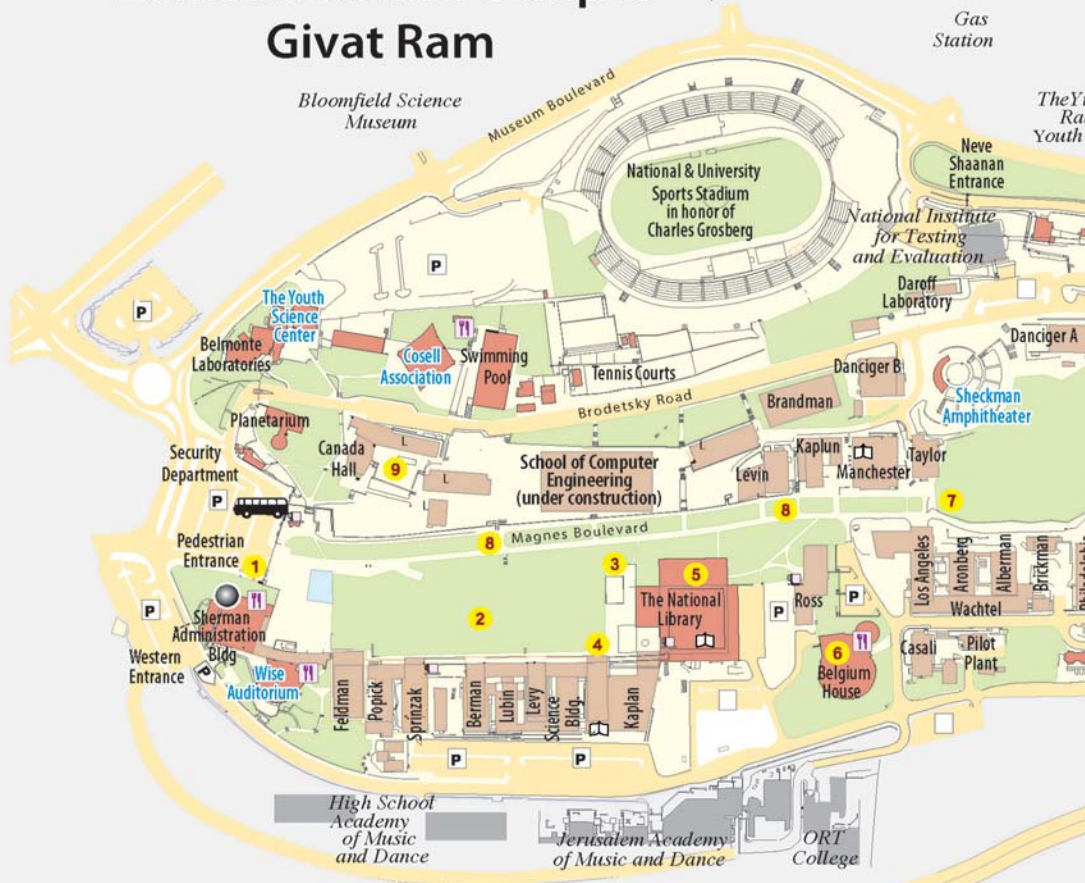 Givat Ram
Gas
Station
Bloomfield Science
Museum
Museum Boulevard
Youth
Neve
Shaanan
Entrance
National & University
Sports Stadium
in honor of
Charles Grosberg
National Institute
for Testing
and Evaluation
Daroff
Laboratory
P
P
The Youth
Science
Center
Belmonte
Laboratories
Cosell
Association
Swimming
Pool
Tennis Courts
Danciger A
Danciger B
Sheckman
Amphitheater
Brodetsky Road
Brandman
Planetarium
Canada
Hall
L
L
L
9
School of Computer
Engineering
(under construction)
Levin
Kaplun
Manchester
Taylor
Security
Department
P
7
8
8
Magnes Boulevard
Pedestrian
Entrance
1
2
3
4
5
The National
Library
P
Ross
P
Los Angeles
Aronberg
Alberman
Brickman
Wachtel
P
Sherman
Administration
Bldg
Western
Entrance
P
Wise
Auditorium
6
Belgium
House
Casali
Pilot
Plant
Feldman
Popick
Sprinzak
Berman
Lubin
Levy
Science
Bldg.
Kaplan
P
P
High School
Academy
of Music
and Dance
Jerusalem Academy
of Music and Dance
ORT
College